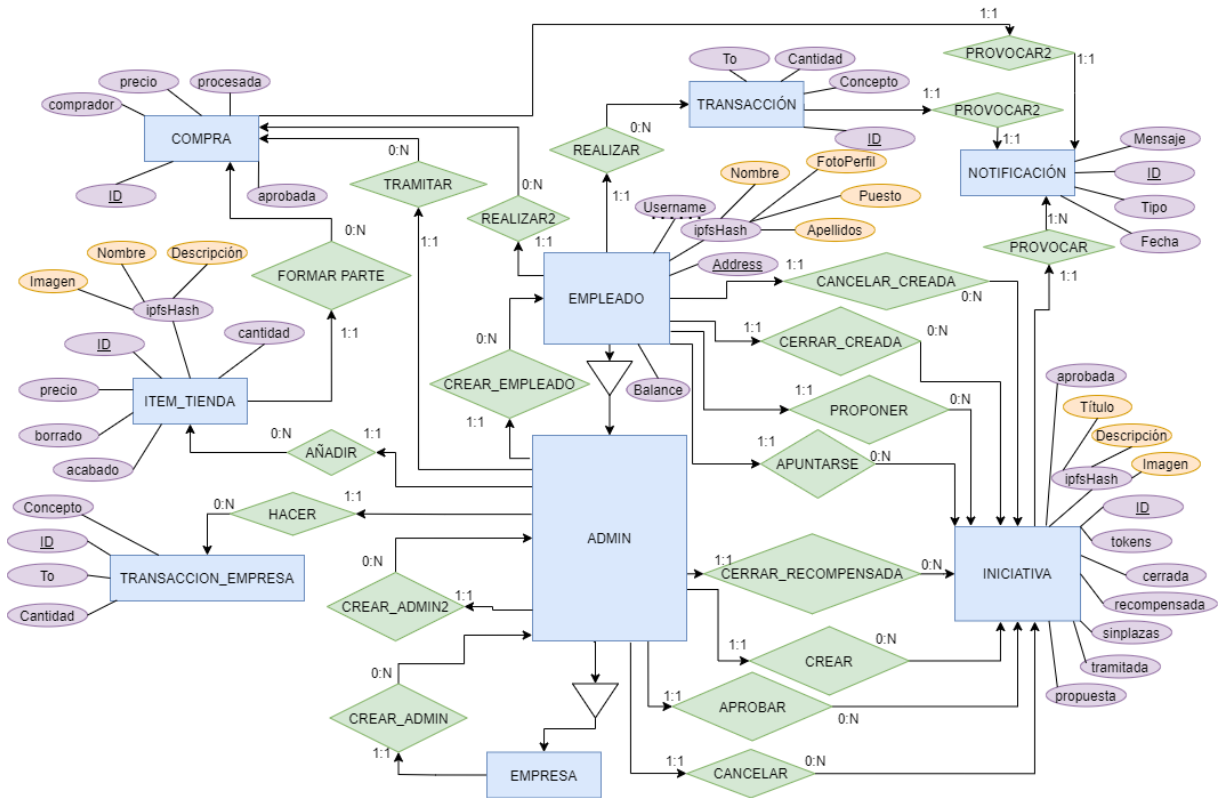 1:1
PROVOCAR2
1:1
precio
procesada
comprador
COMPRA
ID
aprobada
To
Cantidad
Concepto
TRANSACCIÓN
ID
1:1
PROVOCAR2
1:1
Mensaje
ID
NOTIFICACIÓN
Tipo
Fecha
0:N
REALIZAR
1:1
0:N
TRAMITAR
1:1
0:N
REALIZAR2
1:1
Nombre
FotoPerfil
Puesto
Apellidos
Username
ipfsHash
Address
EMPLEADO
Balance
1:N
PROVOCAR
1:1
0:N
FORMAR PARTE
1:1
Nombre
Descripción
Imagen
ipfsHash
ID
cantidad
precio
ITEM_TIENDA
borrado
acabado
0:N
CREAR_EMPLEADO
1:1
1:1
CANCELAR_CREADA
0:N
1:1
CERRAR_CREADA
0:N
1:1
PROPONER
0:N
1:1
APUNTARSE
0:N
0:N
AÑADIR
1:1
aprobada
Título
Descripción
Imagen
ipfsHash
ID
tokens
INICIATIVA
cerrada
recompensada
sinplazas
tramitada
propuesta
Concepto
ID
To
Cantidad
TRANSACCION_EMPRESA
0:N
HACER
1:1
ADMIN
0:N
CREAR_ADMIN2
1:1
0:N
CREAR_ADMIN
1:1
EMPRESA
1:1
CERRAR_RECOMPENSADA
0:N
1:1
CREAR
0:N
1:1
APROBAR
0:N
1:1
CANCELAR
0:N